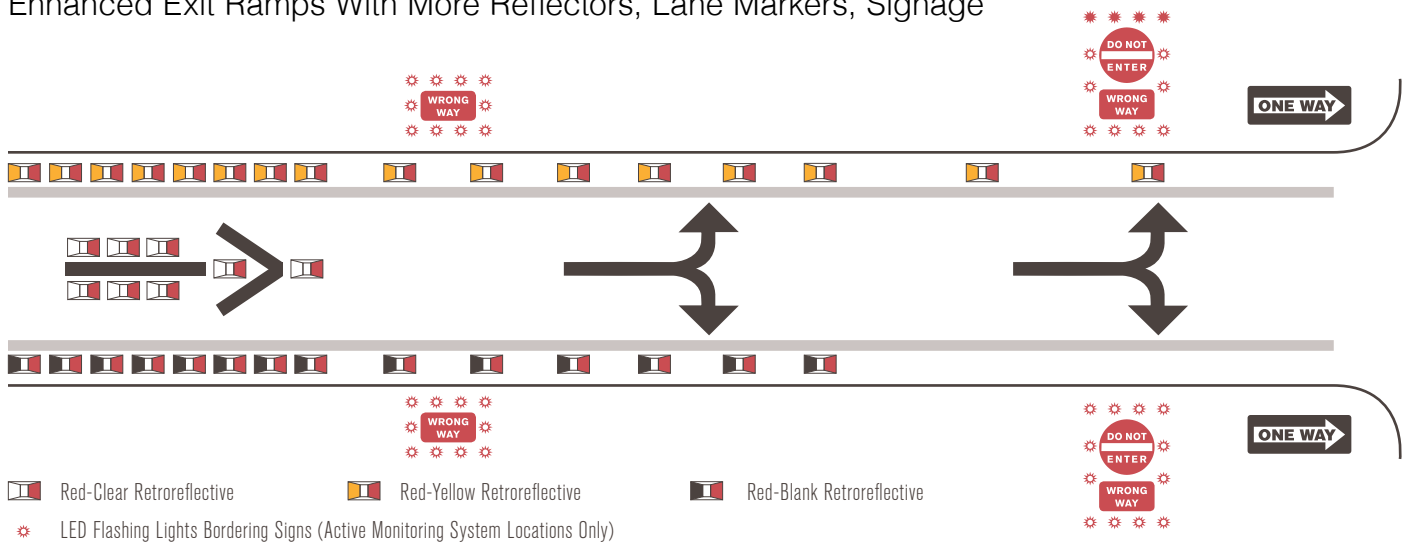 Enhanced Exit Ramps With More Reflectors, Lane Markers, Signage
DO NOT
ENTER
WRONG
WAY
WRONG
WAY
ONE WAY
WRONG
WAY
DO NOT
ENTER
WRONG
WAY
ONE WAY
Red-Clear Retroreflective
Red-Yellow Retroreflective
Red-Blank Retroreflective
LED Flashing Lights Bordering Signs (Active Monitoring System Locations Only)